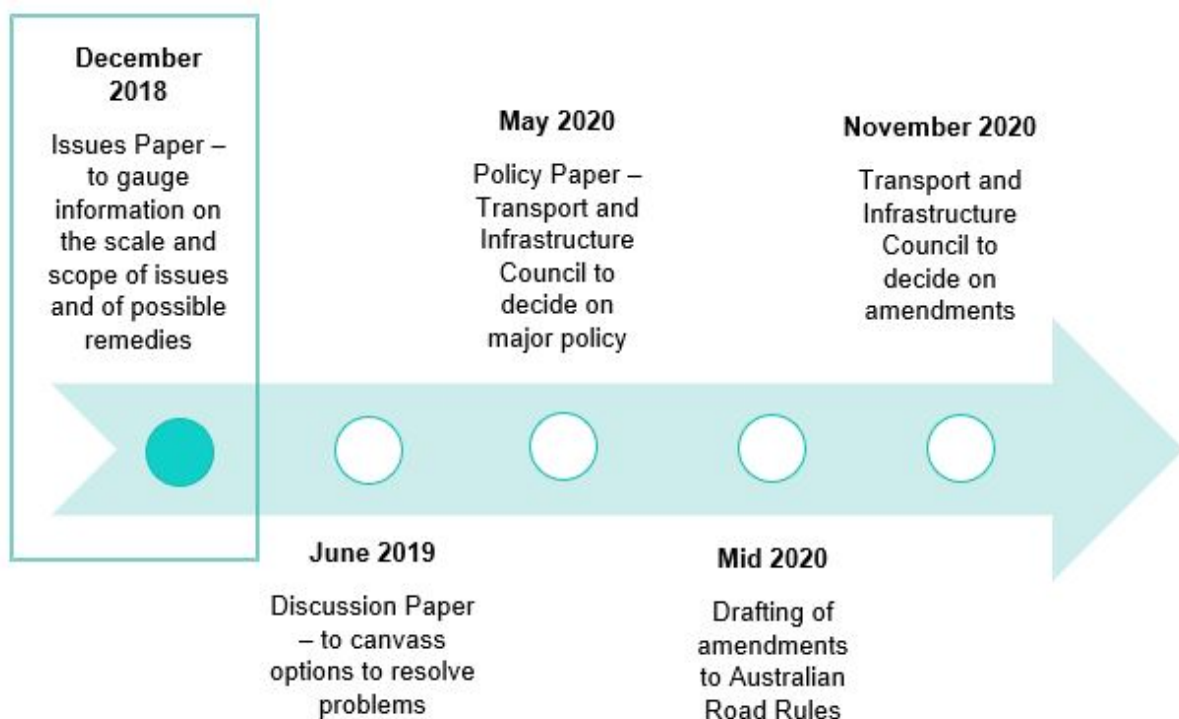 December
2018
Issues Paper –
to gauge
information on
the scale and
scope of issues
and of possible
remedies
June 2019
Discussion Paper
– to canvass
options to resolve
problems
May 2020
Policy Paper –
Transport and
Infrastructure
Council to
decide on
major policy
Mid 2020
Drafting of
amendments
to Australian
Road Rules
November 2020
Transport and
Infrastructure
Council to
decide on
amendments